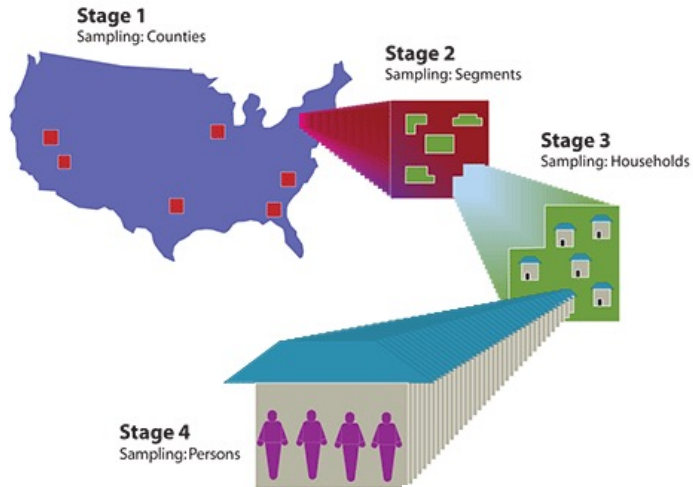 Stage 1
Sampling: Counties
Stage 2
Sampling: Segments
Stage 3
Sampling: Households
Stage 4
Sampling: Persons